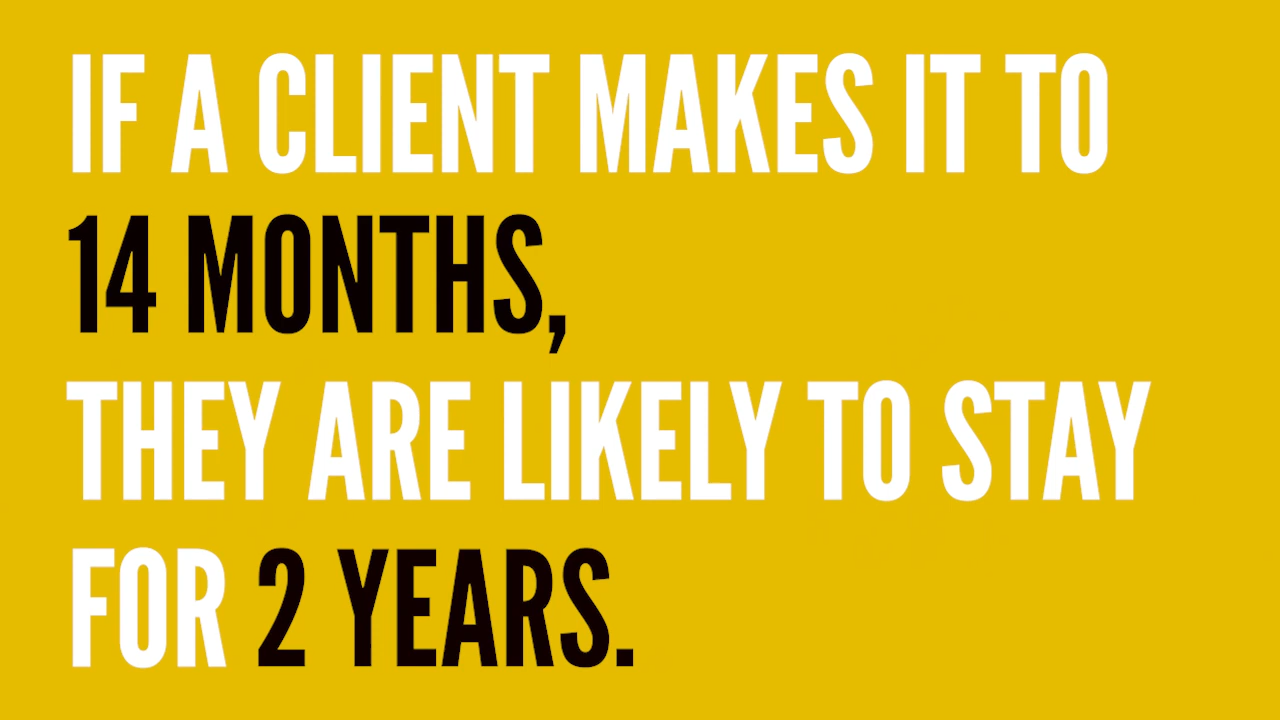 IF A CLIENT MAKES IT TO
14 MONTHS,
THEY ARE LIKELY TO STAY
FOR 2 YEARS.